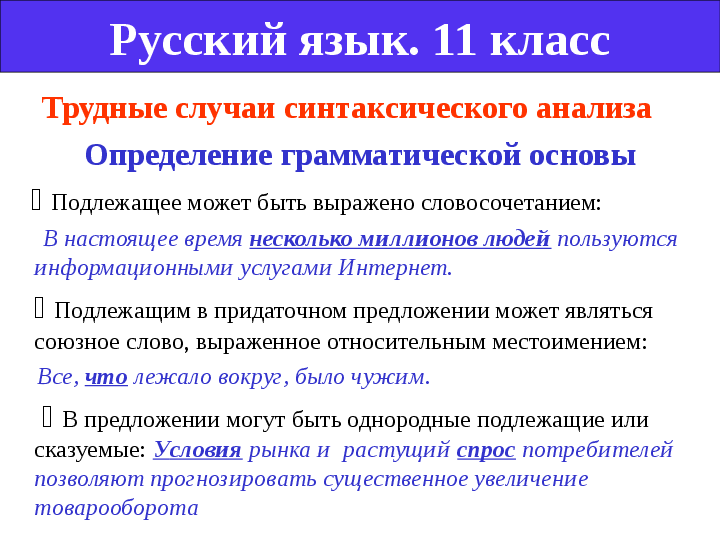 Русский язык. 11 класс
Трудные случаи синтаксического анализа
Определение грамматической основы
Подлежащее может быть выражено словосочетанием:
В настоящее время несколько миллионов людей пользуются
информационными услугами Интернет.
Подлежащим в придаточном предложении может являться
союзное слово, выраженное относительным местоимением:
Все, что лежало вокруг, было чужим.
В предложении могут быть однородные подлежащие или
сказуемые: Условия рынка и растущий спрос потребителей
позволяют прогнозировать существенное увеличение
товарооборота